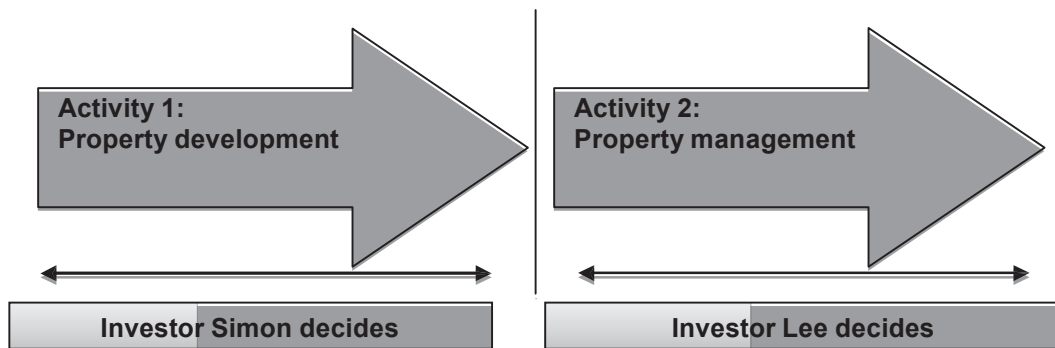 Activity 1:
Property development
Activity 2:
Property management
Investor Simon decides
Investor Lee decides